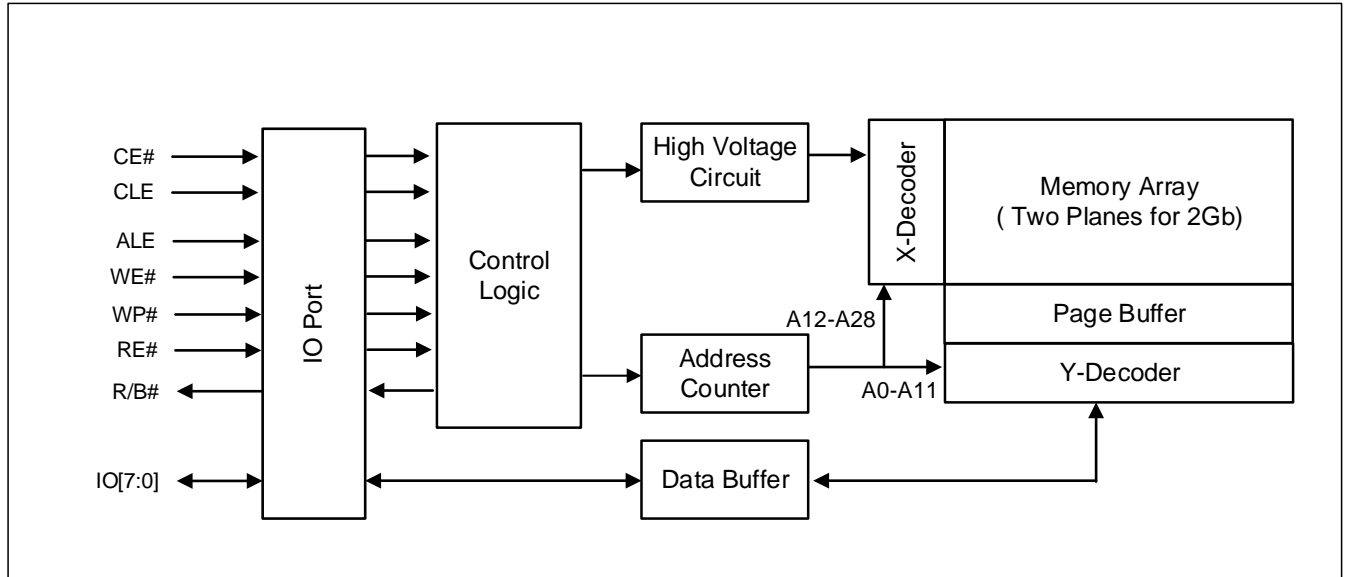 CE#
CLE
ALE
WE#
WP#
RE#
R/B#
IO[7:0]
IO Port
Control
Logic
High Voltage
Circuit
Address
Counter
Data Buffer
X-Decoder
A12-A28
A0-A11
Memory Array
( Two Planes for 2Gb)
Page Buffer
Y-Decoder